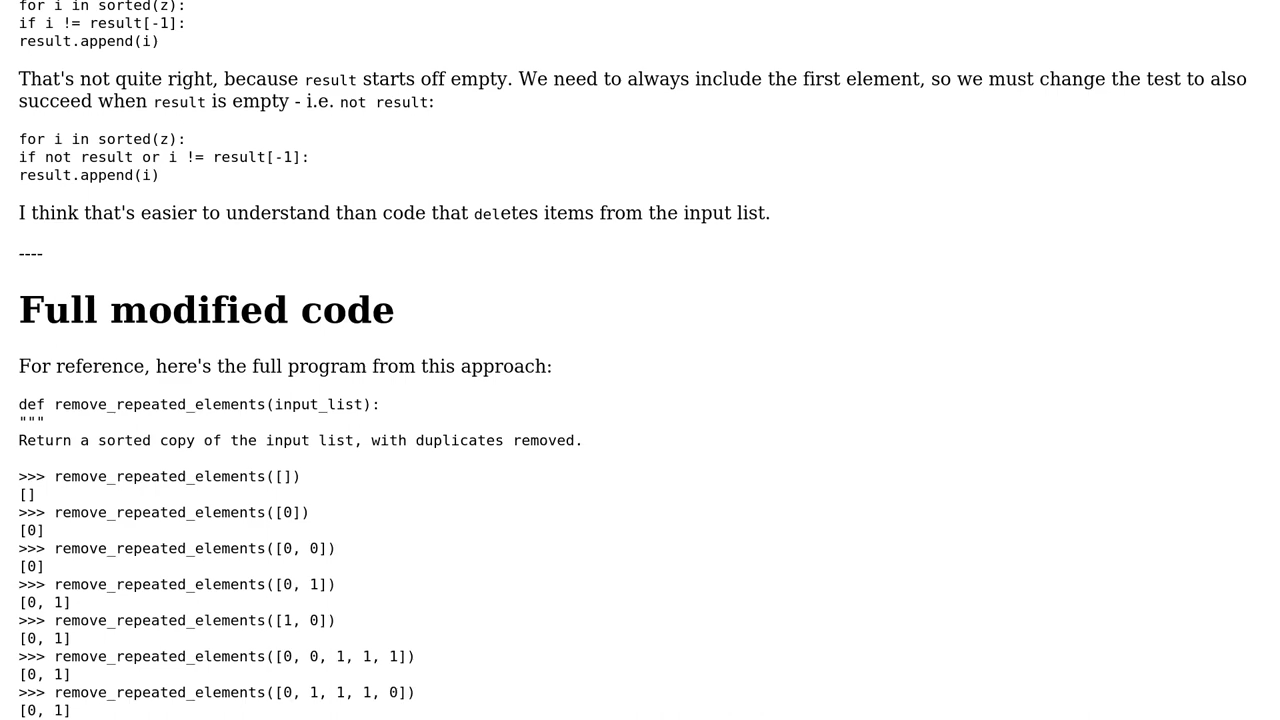 for i in sorted(z):
if i != result[-1]:
result.append(i)
That's not quite right, because result starts off empty. We need to always include the first element, so we must change the test to also
succeed when result is empty - i.e. not result:
for i in sorted(z):
if not result or i != result[-1]:
result.append(i)
I think that's easier to understand than code that deletes items from the input list.
----
Full modified code
For reference, here's the full program from this approach:
def remove_repeated_elements(input_list):
"""
Return a sorted copy of the input list, with duplicates removed.
>>> remove_repeated_elements([])
[]
>>> remove_repeated_elements([0])
[0]
>>> remove_repeated_elements([0, 0])
[0]
>>> remove_repeated_elements([0, 1])
[0, 1]
>>> remove_repeated_elements([1, 0])
[0, 1]
>>> remove_repeated_elements([0, 0, 1, 1, 1])
[0, 1]
>>> remove_repeated_elements([0, 1, 1, 1, 0])
[0, 1]